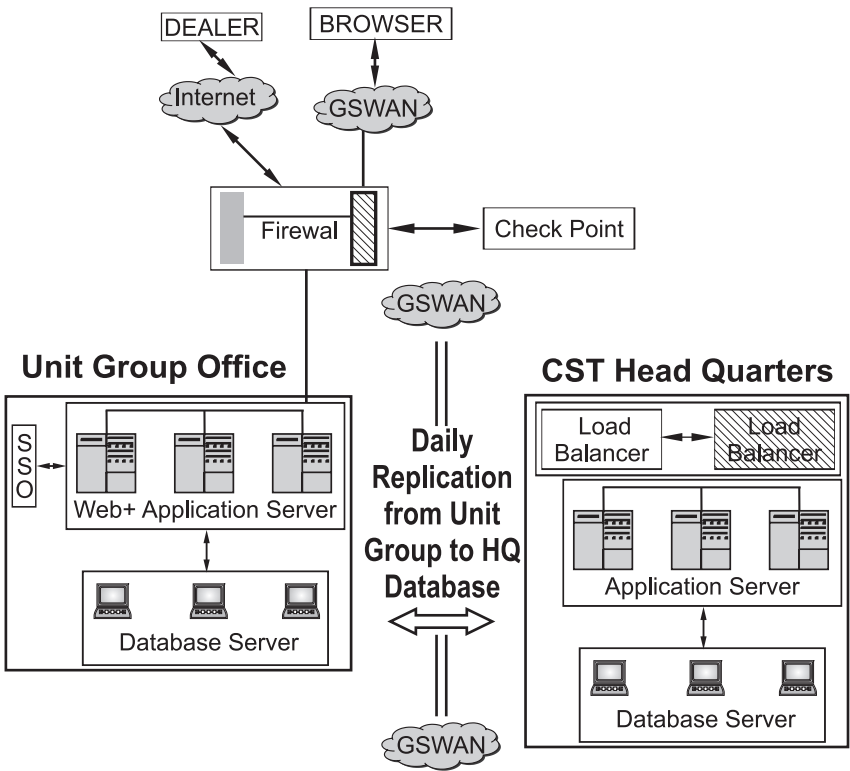 DEALER
BROWSER
Internet
GSWAN
Firewal
Check Point
GSWAN
Unit Group Office
CST Head Quarters
S
S
O
Web+ Application Server
Database Server
Daily
Replication
from Unit
Group to HQ
Database
GSWAN
Load
Balancer
Load
Balancer
Application Server
Database Server